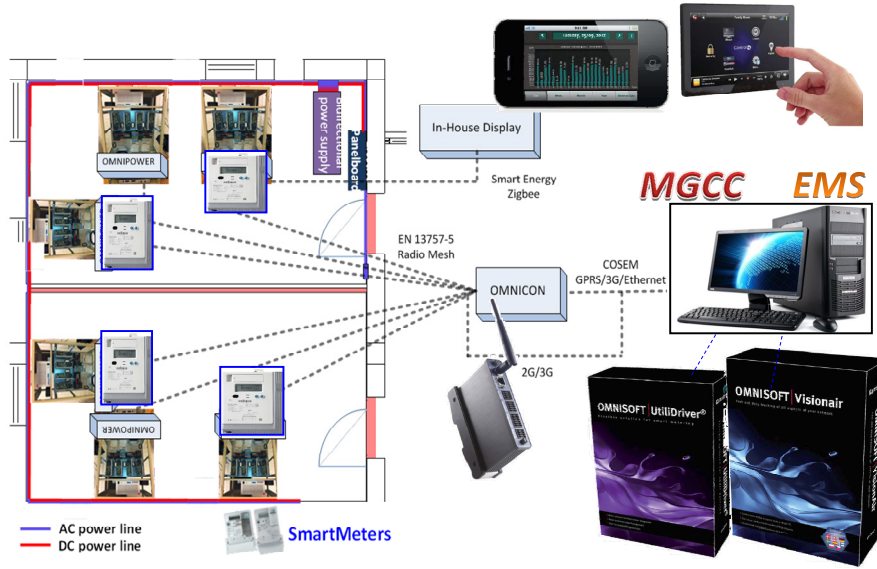 Bidirectional
power supply
Panelboard
OMNIPOWER
In-House Display
Smart Energy
Zigbee
MGCC
EMS
EN 13757-5
Radio Mesh
COSEM
GPRS/3G/Ethernet
OMNICON
2G/3G
OMNISOFT UtiliDriver®
OMNISOFT Visionair
OMNIPOWER
AC power line
DC power line
SmartMeters